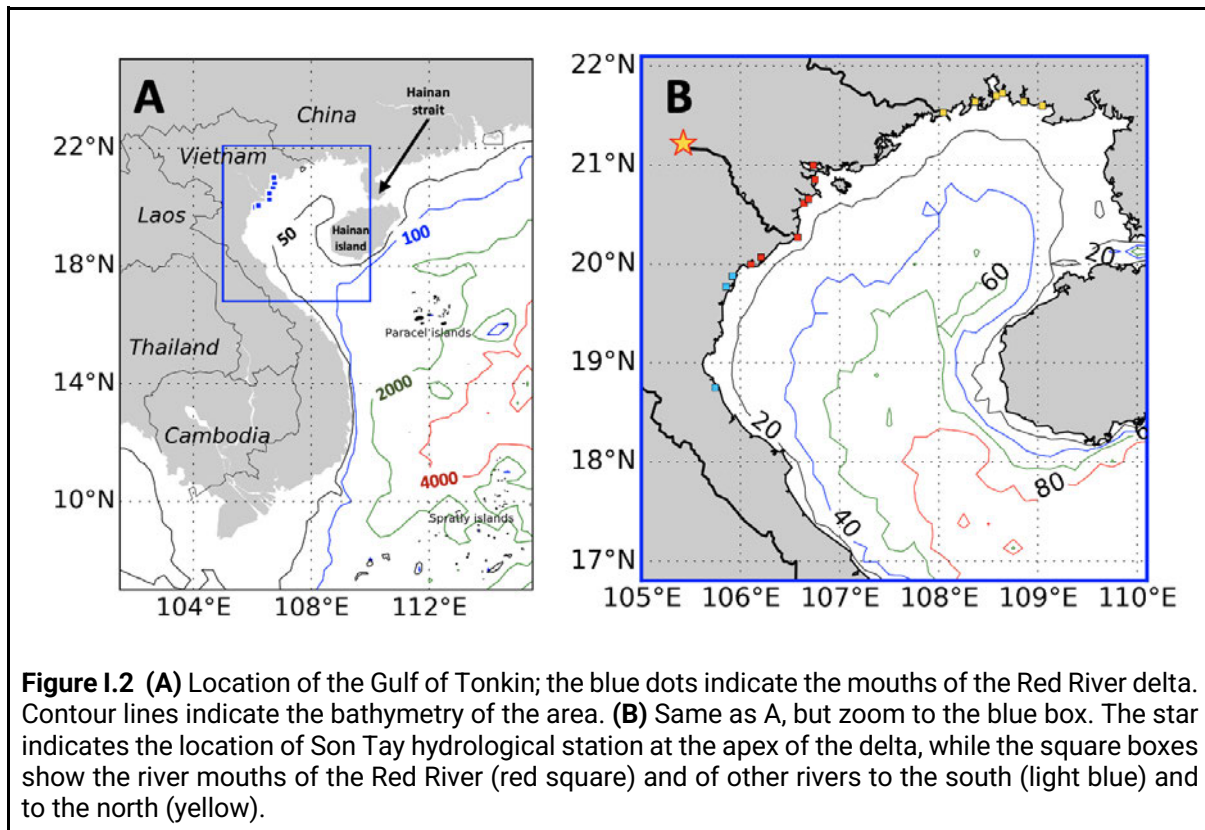 A
Hainan
strait
China
22°N
Vietnam
Laos
50
Hainan
island
100
18°N
Paracel islands
Thailand
2000
14°N
Cambodia
4000
10°N
Spratly islands
104°E 108°E 112°E
B
22°N
21°N
20°N
20
60
19°N
20
18°N
80
40
17°N
105°E 106°E 107°E 108°E 109°E 110°E
Figure I.2 (A) Location of the Gulf of Tonkin; the blue dots indicate the mouths of the Red River delta.
Contour lines indicate the bathymetry of the area. (B) Same as A, but zoom to the blue box. The star
indicates the location of Son Tay hydrological station at the apex of the delta, while the square boxes
show the river mouths of the Red River (red square) and of other rivers to the south (light blue) and
to the north (yellow).